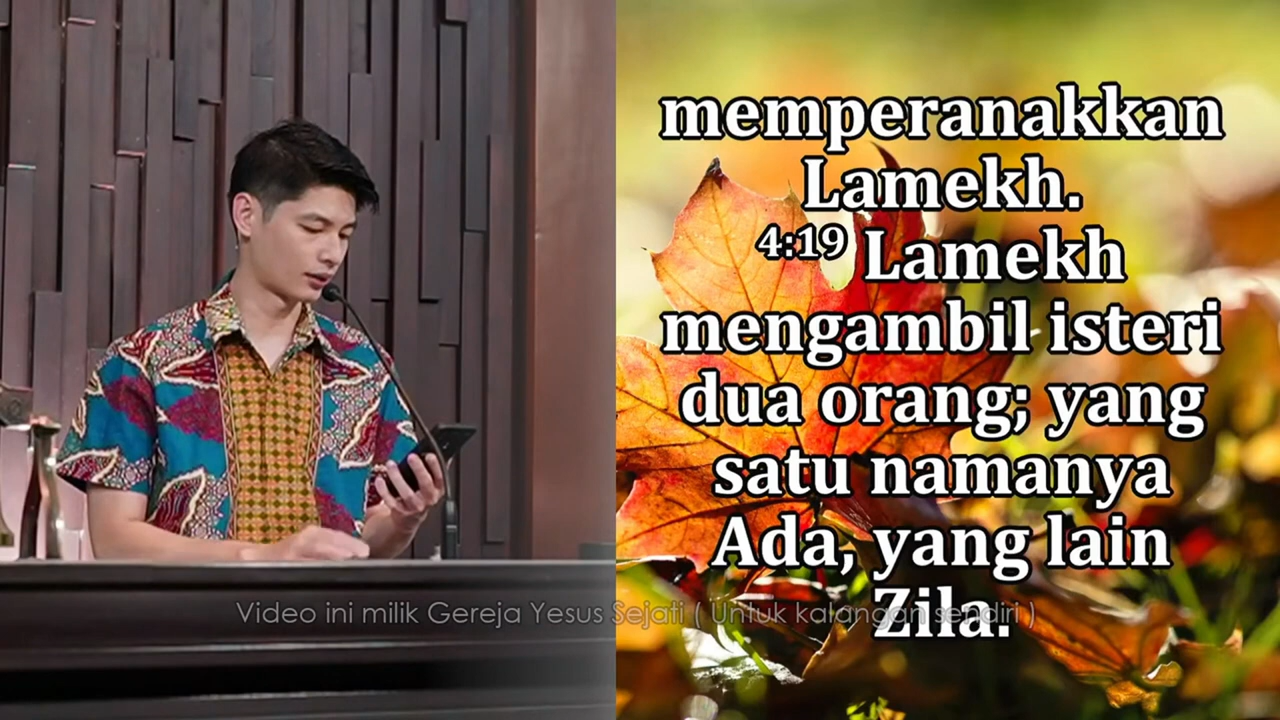 memperanakkan
Lamekh.
4:19 Lamekh
mengambil isteri
dua orang; yang
satu namanya
Ada, yang lain
Zila.
Video ini milik Gereja Yesus Sejati ( Untuk kalangan sendiri )